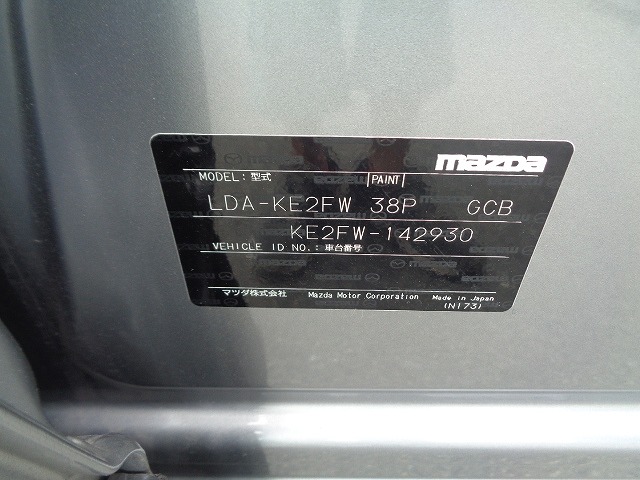 mazda
MODEL:型式 PAINT
LDA-KE2FW 38P GCB
KE2FW-142930
VEHICLE ID NO.:車台番号
マツダ株式会社 Mazda Motor Corporation Made in Japan
(N173)